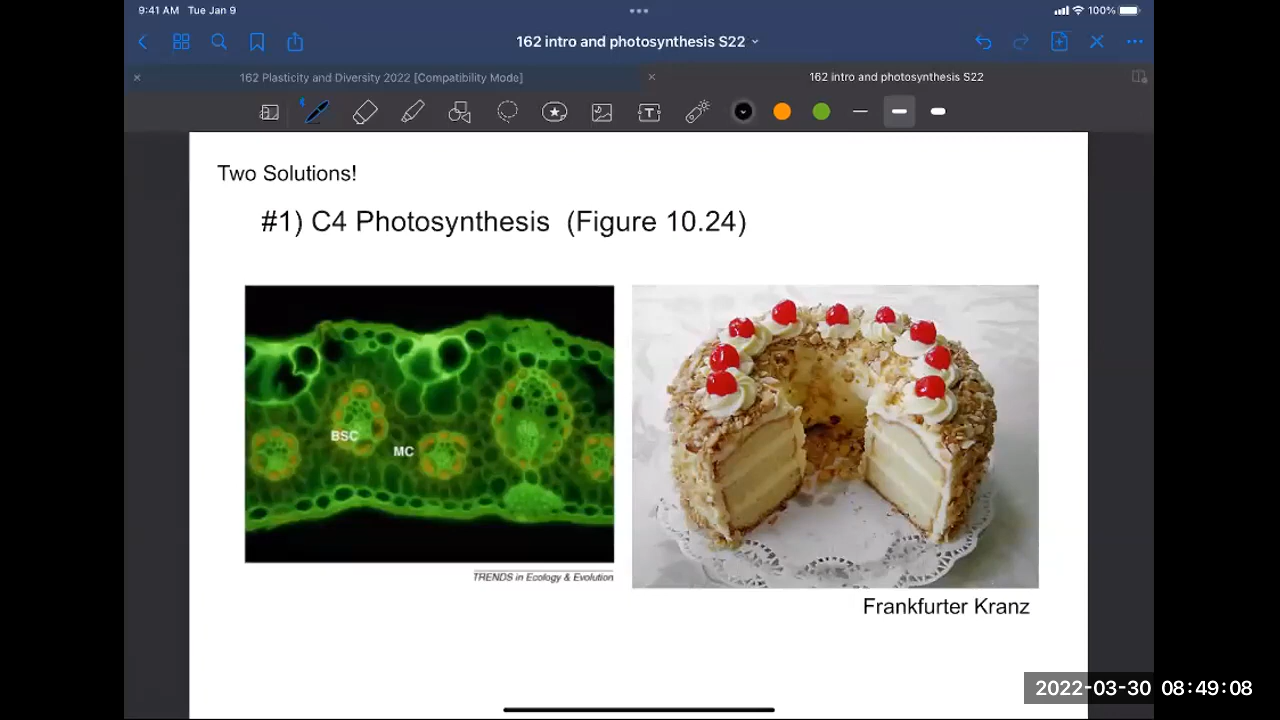 9:41 AM Tue Jan 9
100%
162 intro and photosynthesis S22
162 Plasticity and Diversity 2022 [Compatibility Mode]
162 intro and photosynthesis S22
T
Two Solutions!
#1) C4 Photosynthesis (Figure 10.24)
BSC
MC
TRENDS in Ecology & Evolution
Frankfurter Kranz
2022-03-30 08:49:08